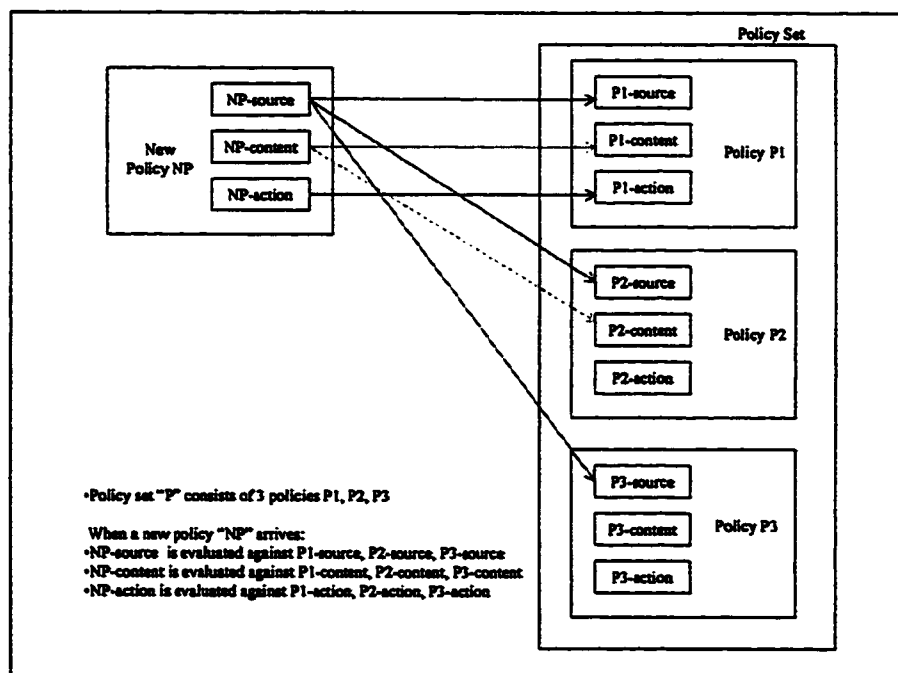 Policy Set
New
Policy NP
NP-source
NP-content
NP-action
P1-source
P1-content
P1-action
Policy P1
P2-source
P2-content
P2-action
Policy P2
P3-source
P3-content
P3-action
Policy P3
•Policy set "P" consists of 3 policies P1, P2, P3
When a new policy "NP" arrives:
•NP-source is evaluated against P1-source, P2-source, P3-source
•NP-content is evaluated against P1-content, P2-content, P3-content
•NP-action is evaluated against P1-action, P2-action, P3-action